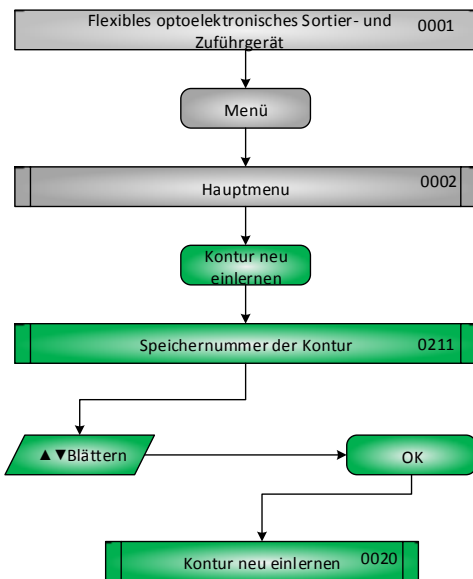 Flexibles optoelektronisches Sortier- und
Zuführgerät
0001
Menü
Hauptmenu
0002
Kontur neu
einlernen
Speichernummer der Kontur
0211
▲▼Blättern
OK
Kontur neu einlernen
0020